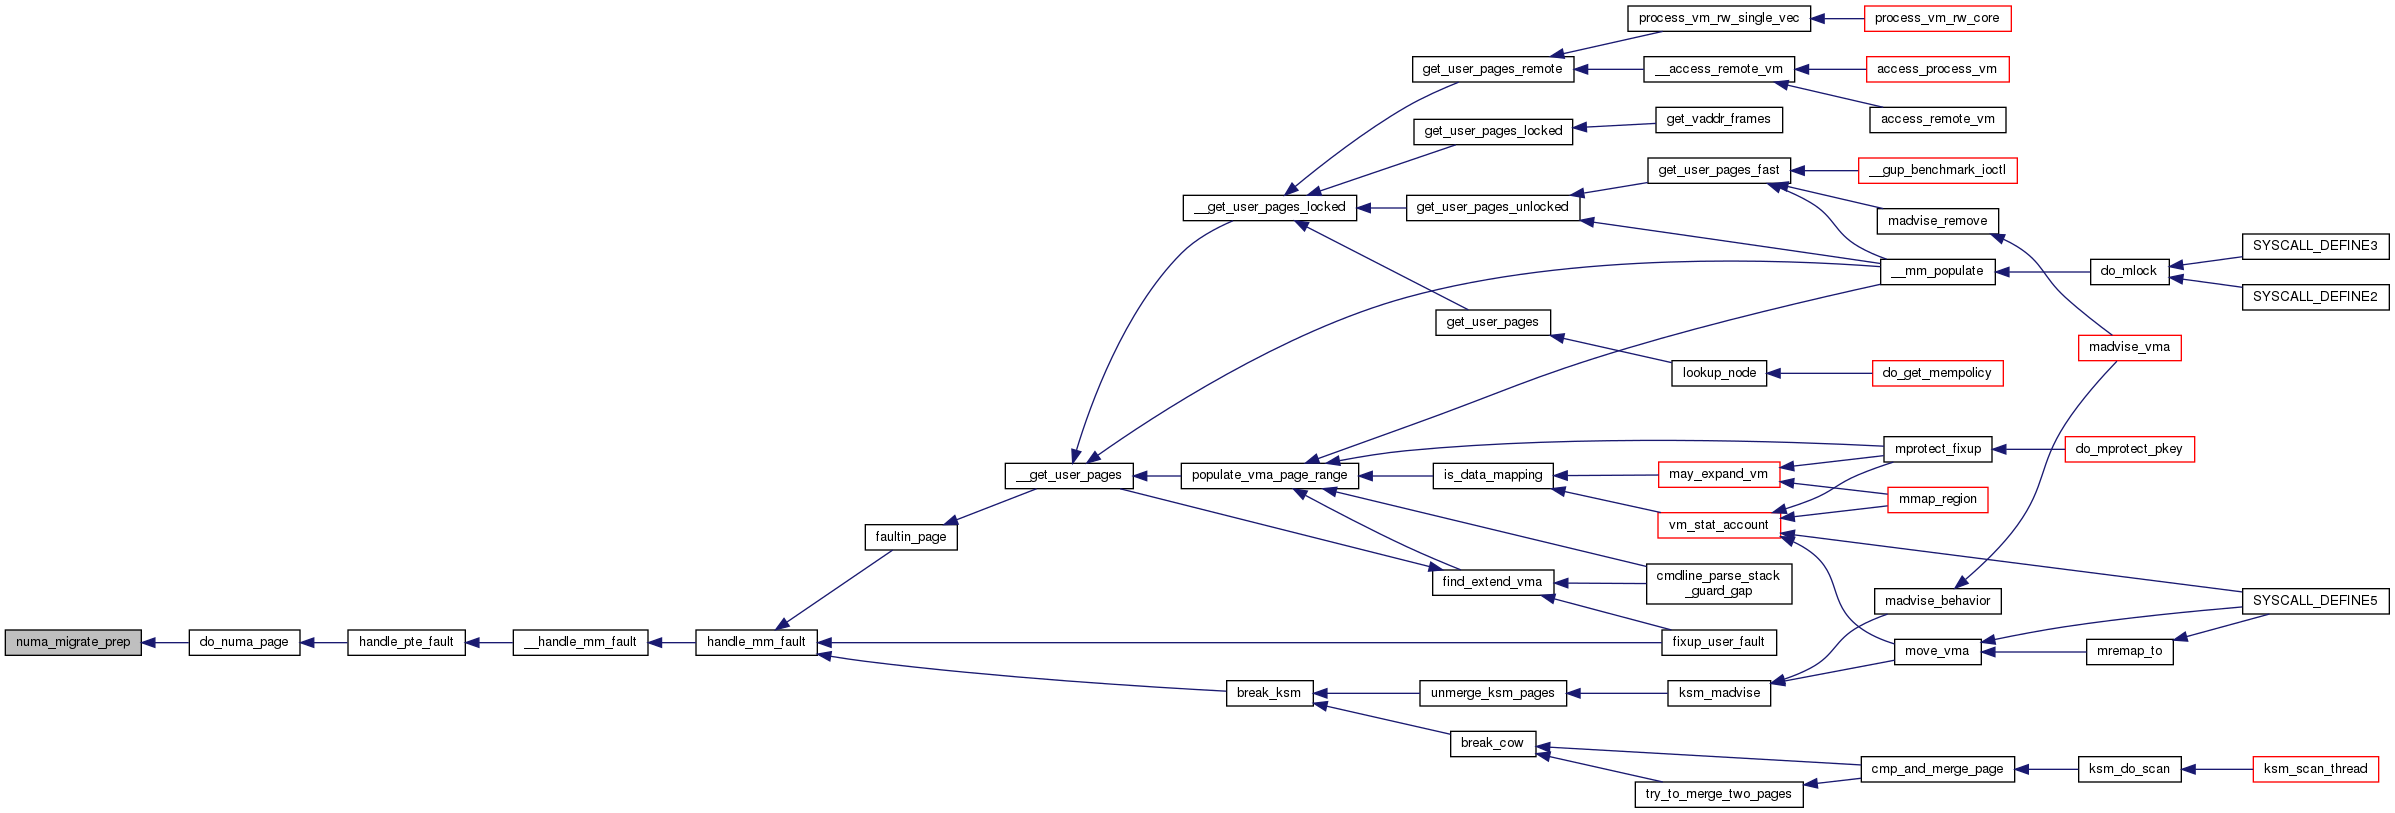 process_vm_rw_single_vec
process_vm_rw_core
get_user_pages_remote
__access_remote_vm
access_process_vm
access_remote_vm
get_user_pages_locked
get_vaddr_frames
get_user_pages_fast
__gup_benchmark_ioctl
__get_user_pages_locked
get_user_pages_unlocked
madvise_remove
SYSCALL_DEFINE3
__mm_populate
do_mlock
SYSCALL_DEFINE2
get_user_pages
madvise_vma
lookup_node
do_get_mempolicy
mprotect_fixup
do_mprotect_pkey
__get_user_pages
populate_vma_page_range
is_data_mapping
may_expand_vm
mmap_region
vm_stat_account
faultin_page
find_extend_vma
cmdline_parse_stack
_guard_gap
madvise_behavior
SYSCALL_DEFINE5
numa_migrate_prep
do_numa_page
handle_pte_fault
__handle_mm_fault
handle_mm_fault
fixup_user_fault
move_vma
mremap_to
break_ksm
unmerge_ksm_pages
ksm_madvise
break_cow
cmp_and_merge_page
ksm_do_scan
ksm_scan_thread
try_to_merge_two_pages